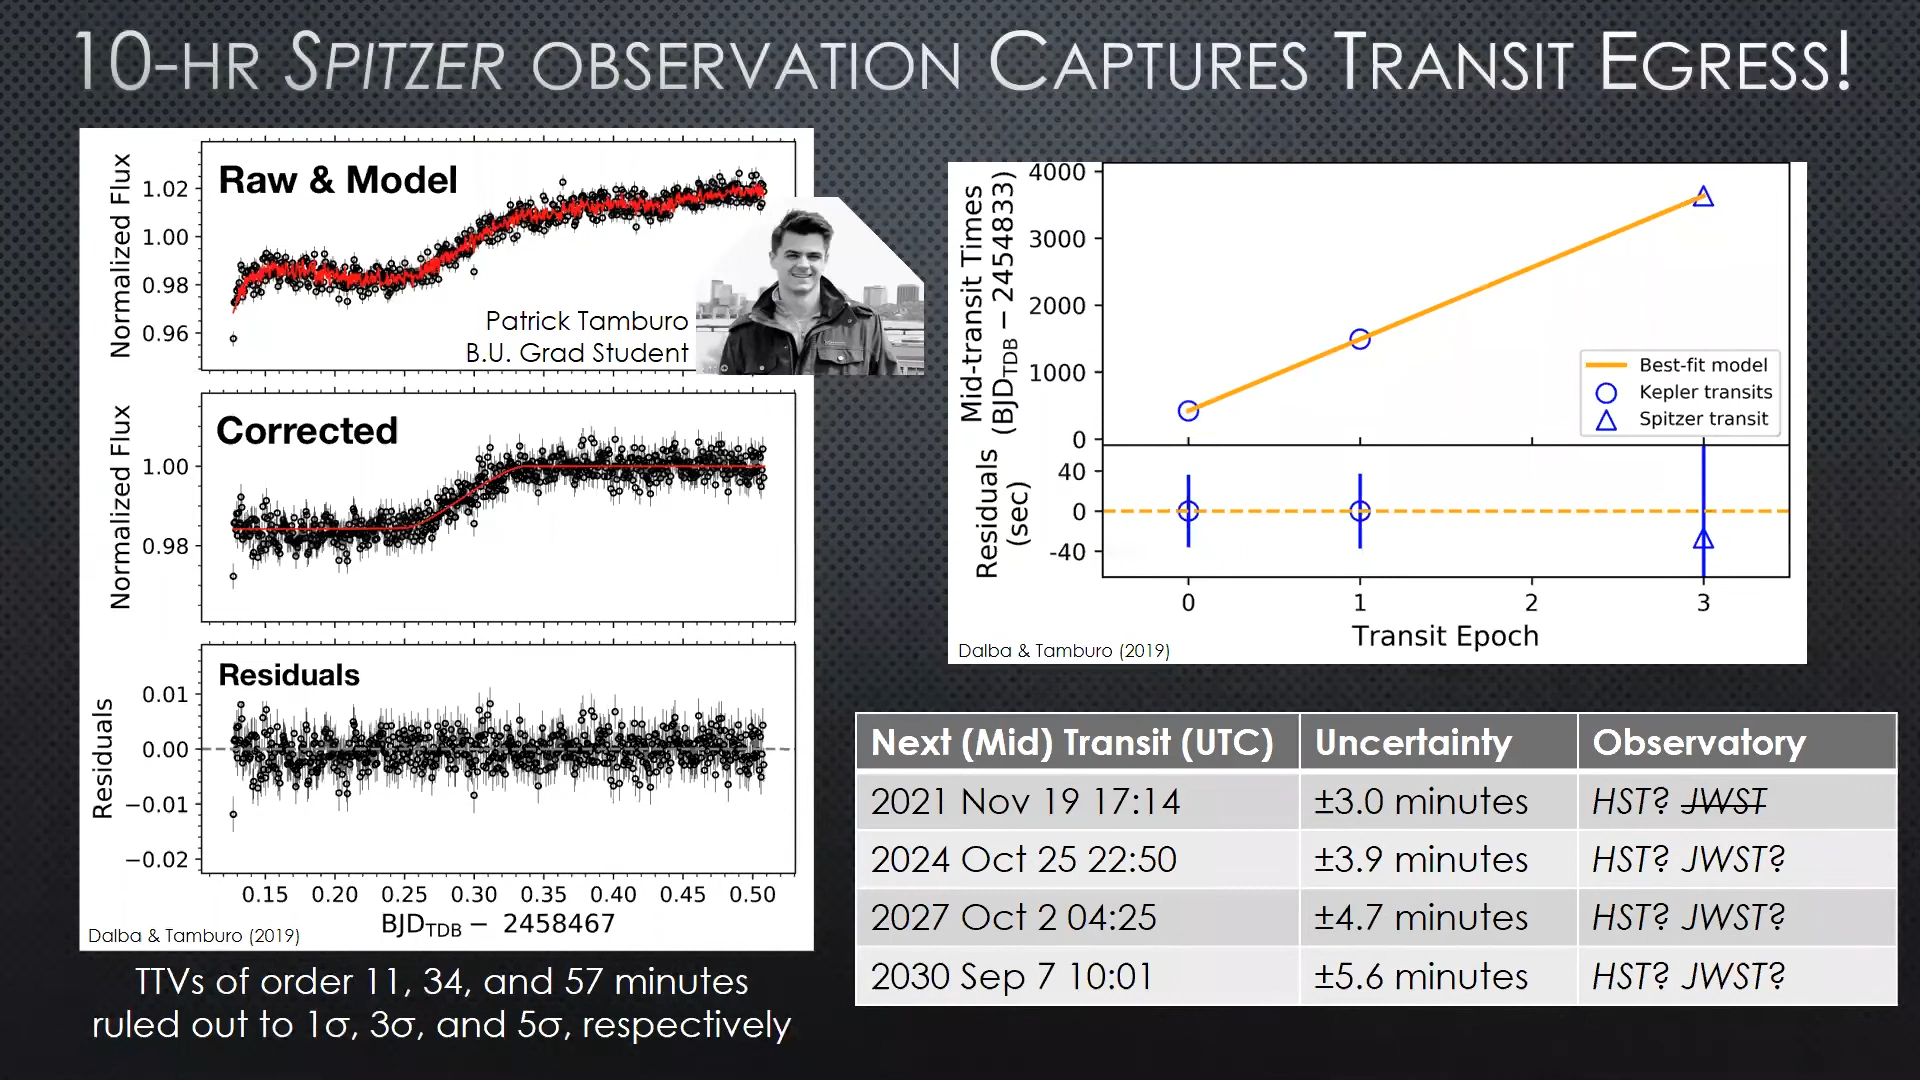 10-HR SPITZER OBSERVATION CAPTURES TRANSIT EGRESS!
Raw & Model
Normalized Flux
1.02
1.00
0.98
0.96
Patrick Tamburo
B.U. Grad Student
Corrected
Normalized Flux
1.00
0.98
Residuals
Residuals
0.01
0.00
−0.01
−0.02
0.15 0.20 0.25 0.30 0.35 0.40 0.45 0.50
BJDTDB − 2458467
Dalba & Tamburo (2019)
TTVs of order 11, 34, and 57 minutes
ruled out to 1σ, 3σ, and 5σ, respectively
Mid-transit Times
(BJDTDB − 2454833)
4000
3000
2000
1000
0
Best-fit model
Kepler transits
Spitzer transit
Residuals
(sec)
40
0
-40
0 1 2 3
Transit Epoch
Dalba & Tamburo (2019)
Next (Mid) Transit (UTC) Uncertainty Observatory
2021 Nov 19 17:14 ±3.0 minutes HST? JWST
2024 Oct 25 22:50 ±3.9 minutes HST? JWST?
2027 Oct 2 04:25 ±4.7 minutes HST? JWST?
2030 Sep 7 10:01 ±5.6 minutes HST? JWST?